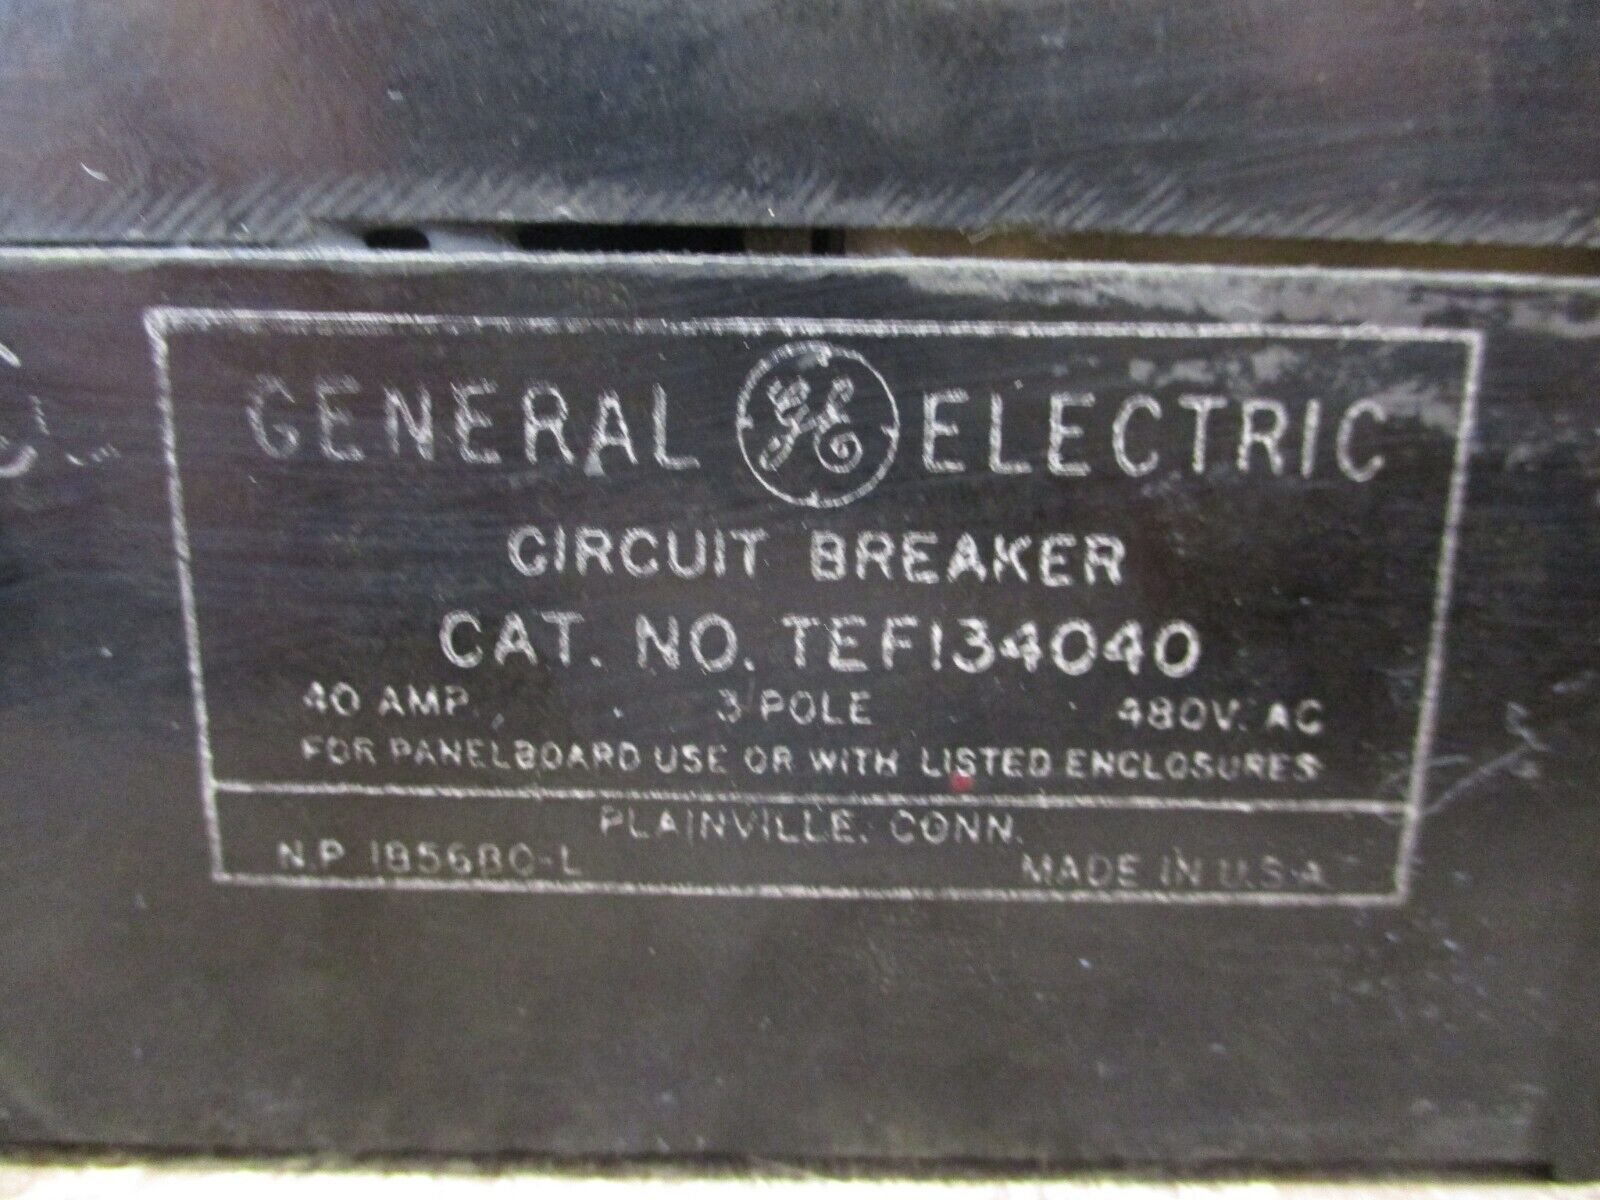 GENERAL GE ELECTRIC
CIRCUIT BREAKER
CAT. NO. TEF134040
40 AMP. 3 POLE 480V. AC
FOR PANELBOARD USE OR WITH LISTED ENCLOSURES
PLAINVILLE, CONN.
N.P. MADE IN U.S.A.